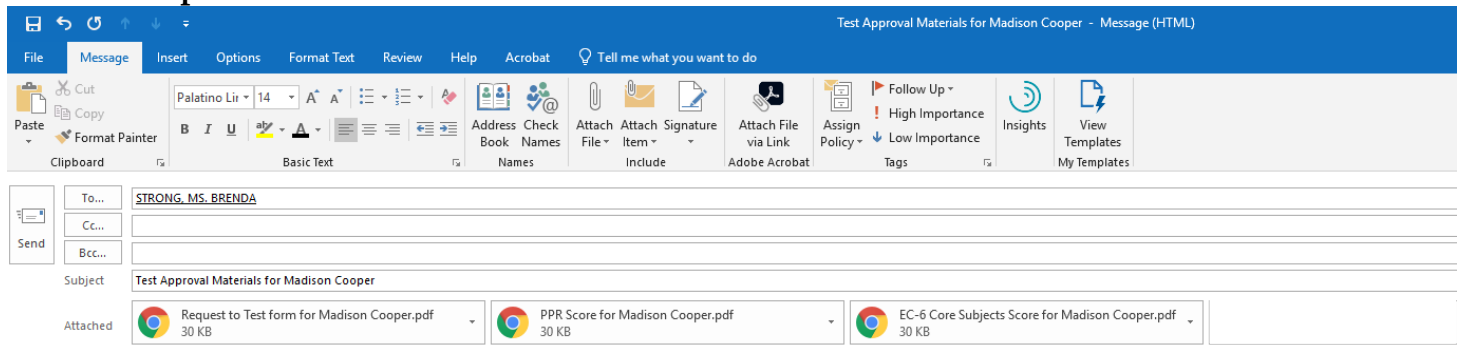 Test Approval Materials for Madison Cooper - Message (HTML)
File Message Insert Options Format Text Review Help Acrobat Tell me what you want to do
Paste
Cut
Copy
Format Painter
Clipboard
Palatino Lir 14
B I U
Basic Text
Address Book
Check Names
Names
Attach File
Attach Item
Signature
Include
Attach File via Link
Adobe Acrobat
Assign Policy
Follow Up
High Importance
Low Importance
Tags
Insights
View Templates
My Templates
Send
To... STRONG, MS. BRENDA
Cc...
Bcc...
Subject Test Approval Materials for Madison Cooper
Attached
Request to Test form for Madison Cooper.pdf
30 KB
PPR Score for Madison Cooper.pdf
30 KB
EC-6 Core Subjects Score for Madison Cooper.pdf
30 KB